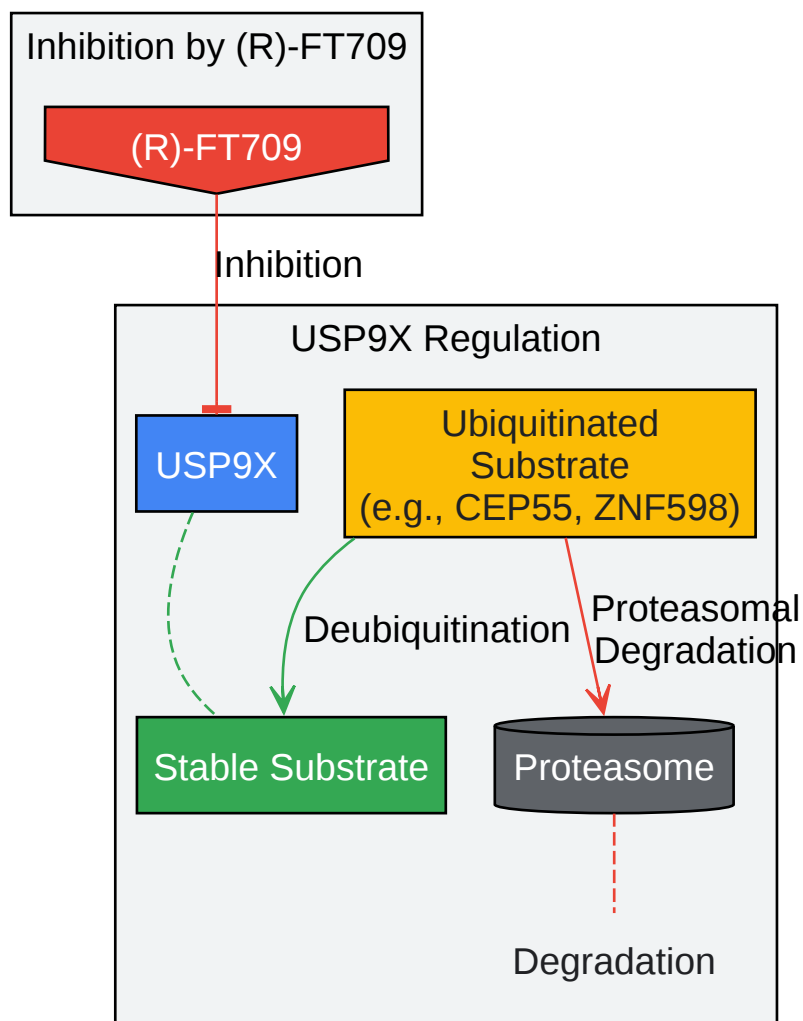 Inhibition by (R)-FT709
(R)-FT709
Inhibition
USP9X Regulation
Ubiquitinated
Substrate
(e.g., CEP55, ZNF598)
USP9X
Deubiquitination
Proteasomal
Degradation
Stable Substrate
Proteasome
Degradation